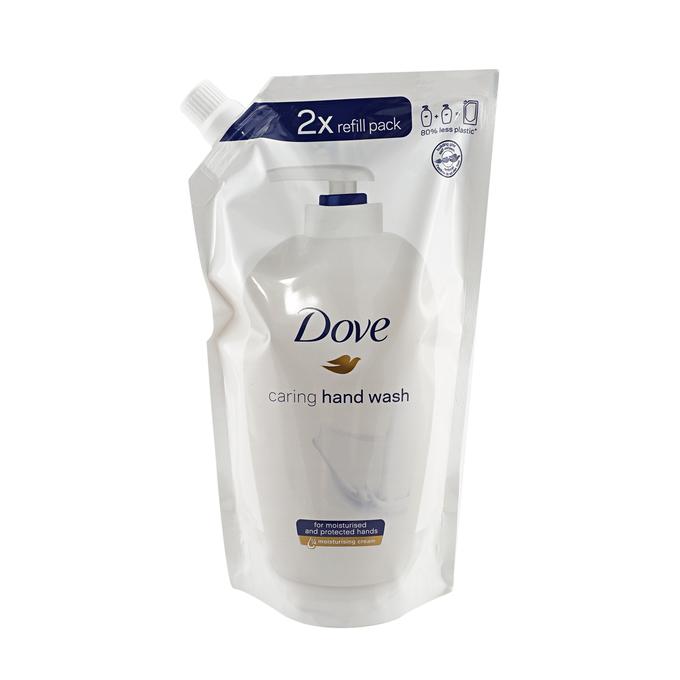 2x refill pack
80% less plastic*
Dove
caring hand wash
for moisturised
and protected hands
¼ moisturising cream